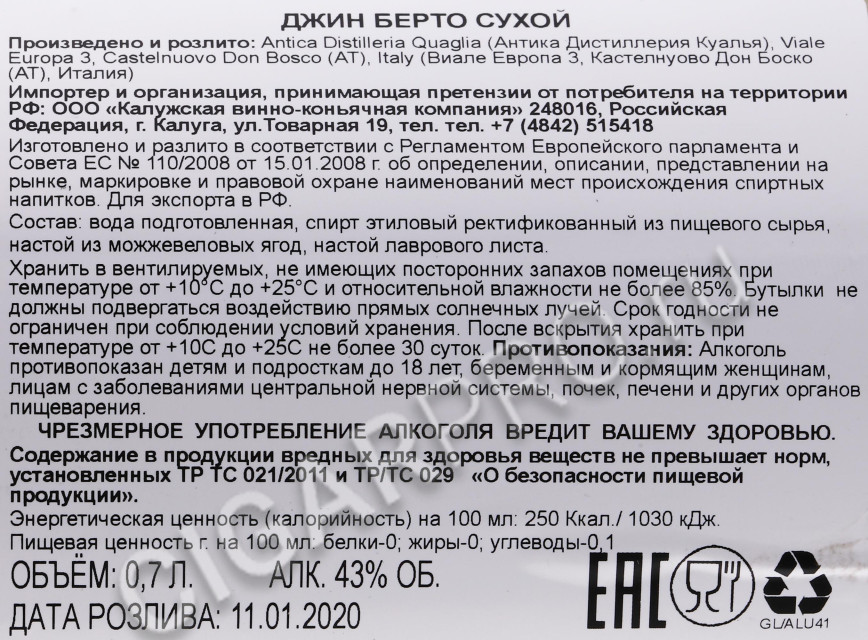 ДЖИН БЕРТО СУХОЙ
Произведено и розлито: Antica Distilleria Quaglia (Антика Дистиллерия Куалья), Viale
Europa 3, Castelnuovo Don Bosco (AT), Italy (Виале Европа 3, Кастелнуово Дон Боско
(АТ), Италия)
Импортер и организация, принимающая претензии от потребителя на территории
РФ: ООО «Калужская винно-коньячная компания» 248016, Российская
Федерация, г. Калуга, ул.Товарная 19, тел. тел. +7 (4842) 515418
Изготовлено и разлито в соответствии с Регламентом Европейского парламента и
Совета ЕС № 110/2008 от 15.01.2008 г. об определении, описании, представлении на
рынке, маркировке и правовой охране наименований мест происхождения спиртных
напитков. Для экспорта в РФ.
Состав: вода подготовленная, спирт этиловый ректификованный из пищевого сырья,
настой из можжевеловых ягод, настой лаврового листа.
Хранить в вентилируемых, не имеющих посторонних запахов помещениях при
температуре от +10°С до +25°С и относительной влажности не более 85%. Бутылки не
должны подвергаться воздействию прямых солнечных лучей. Срок годности не
ограничен при соблюдении условий хранения. После вскрытия хранить при
температуре от +10С до +25С не более 30 суток. Противопоказания: Алкоголь
противопоказан детям и подросткам до 18 лет, беременным и кормящим женщинам,
лицам с заболеваниями центральной нервной системы, почек, печени и других органов
пищеварения.
ЧРЕЗМЕРНОЕ УПОТРЕБЛЕНИЕ АЛКОГОЛЯ ВРЕДИТ ВАШЕМУ ЗДОРОВЬЮ.
Содержание в продукции вредных для здоровья веществ не превышает норм,
установленных ТР ТС 021/2011 и ТР/ТС 029 «О безопасности пищевой
продукции».
Энергетическая ценность (калорийность) на 100 мл: 250 Ккал./ 1030 кДж.
Пищевая ценность г. на 100 мл: белки-0; жиры-0; углеводы-0,1
ОБЪЁМ: 0,7 Л. АЛК. 43% ОБ.
ДАТА РОЗЛИВА: 11.01.2020
EAC
GL/ALU41
CIGARPRO.ru